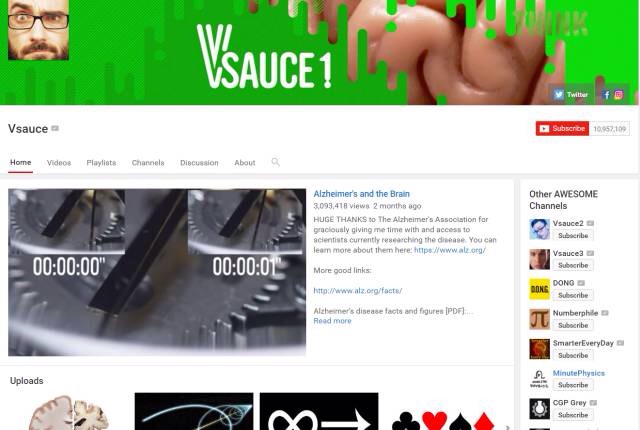 THINK
VSAUCE1!
Twitter
Vsauce
Subscribe 10,957,109
Home Videos Playlists Channels Discussion About
00:00:00"
00:00:01"
Alzheimer's and the Brain
3,093,418 views 2 months ago
HUGE THANKS to The Alzheimer's Association for
graciously giving me time with and access to
scientists currently researching the disease. You can
learn more about them here: https://www.alz.org/
More good links:
http://www.alz.org/facts/
Alzheimer's disease facts and figures [PDF]:...
Read more
Other AWESOME
Channels
Vsauce2
Subscribe
Vsauce3
Subscribe
D.O.N.G.
DONG
Subscribe
Numberphile
Subscribe
SmarterEveryDay
Subscribe
MinutePhysics
Subscribe
CGP Grey
Subscribe
Uploads